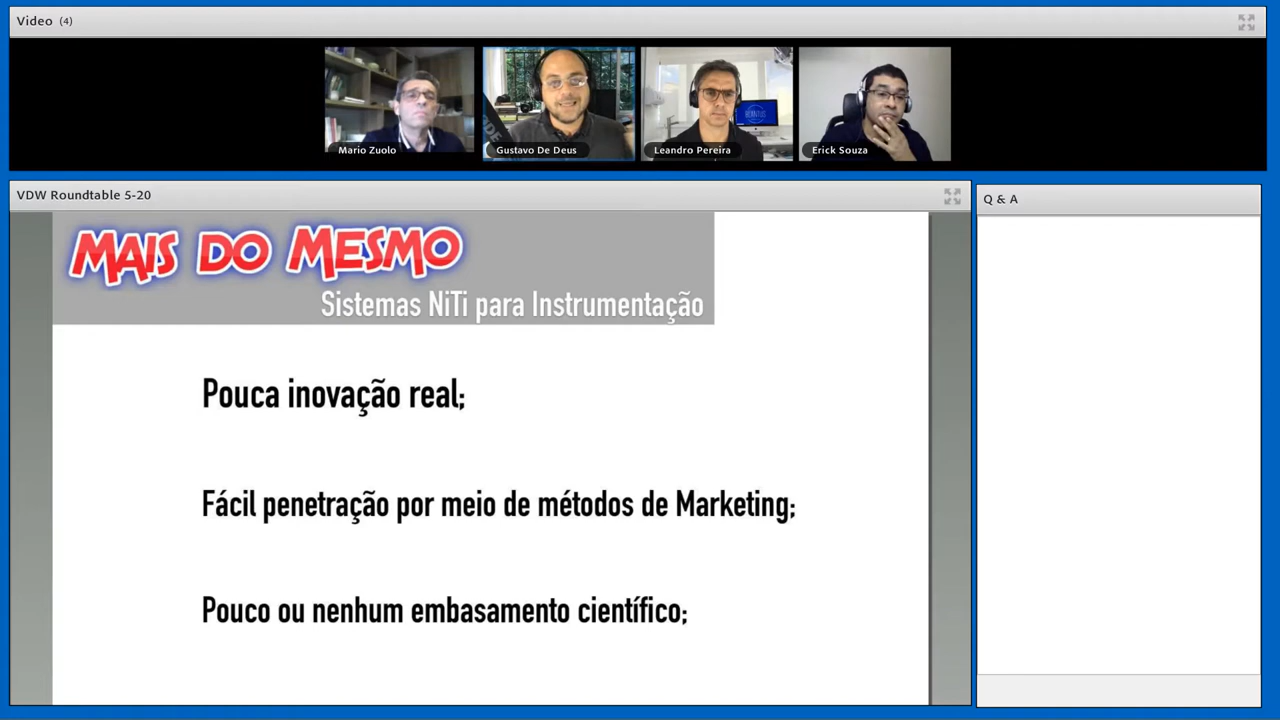 Video (4)
Mario Zuolo
Gustavo De Deus
Leandro Pereira
Erick Souza
VDW Roundtable 5-20
Q & A
MAIS DO MESMO
Sistemas NiTi para Instrumentação
Pouca inovação real;
Fácil penetração por meio de métodos de Marketing;
Pouco ou nenhum embasamento científico;